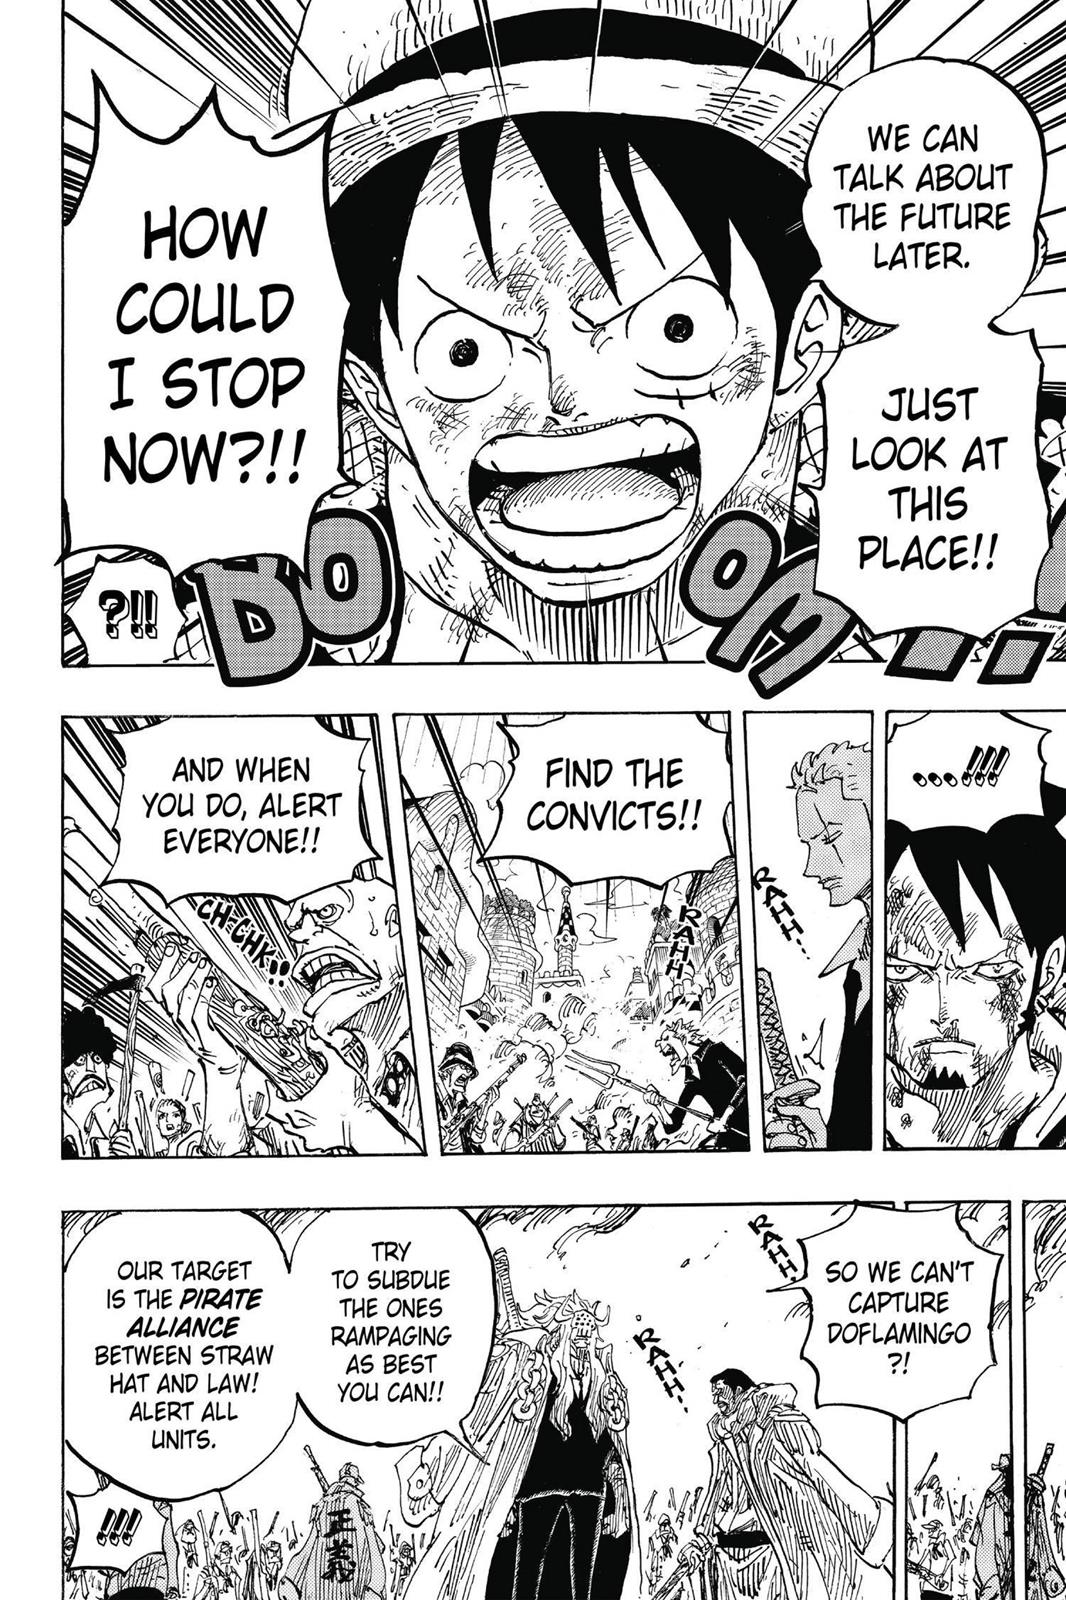 WE CAN
TALK ABOUT
THE FUTURE
LATER.
JUST
LOOK AT
THIS
PLACE!!
HOW
COULD
I STOP
NOW?!!
DOOM
?!!
...!!!
RAHH!
FIND THE
CONVICTS!!
RAHH
AND WHEN
YOU DO, ALERT
EVERYONE!!
CH-CHK!!
SO WE CAN'T
CAPTURE
DOFLAMINGO
?!
RAHH!
RAHH!
TRY
TO SUBDUE
THE ONES
RAMPAGING
AS BEST
YOU CAN!!
OUR TARGET
IS THE PIRATE
ALLIANCE
BETWEEN STRAW
HAT AND LAW!
ALERT ALL
UNITS.
正義
!!!